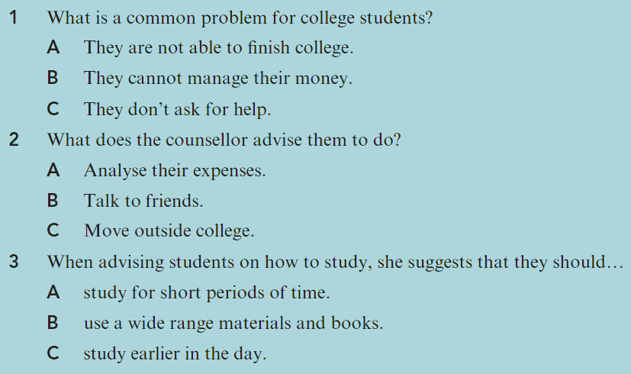 1 What is a common problem for college students?
A They are not able to finish college.
B They cannot manage their money.
C They don't ask for help.
2 What does the counsellor advise them to do?
A Analyse their expenses.
B Talk to friends.
C Move outside college.
3 When advising students on how to study, she suggests that they should...
A study for short periods of time.
B use a wide range materials and books.
C study earlier in the day.